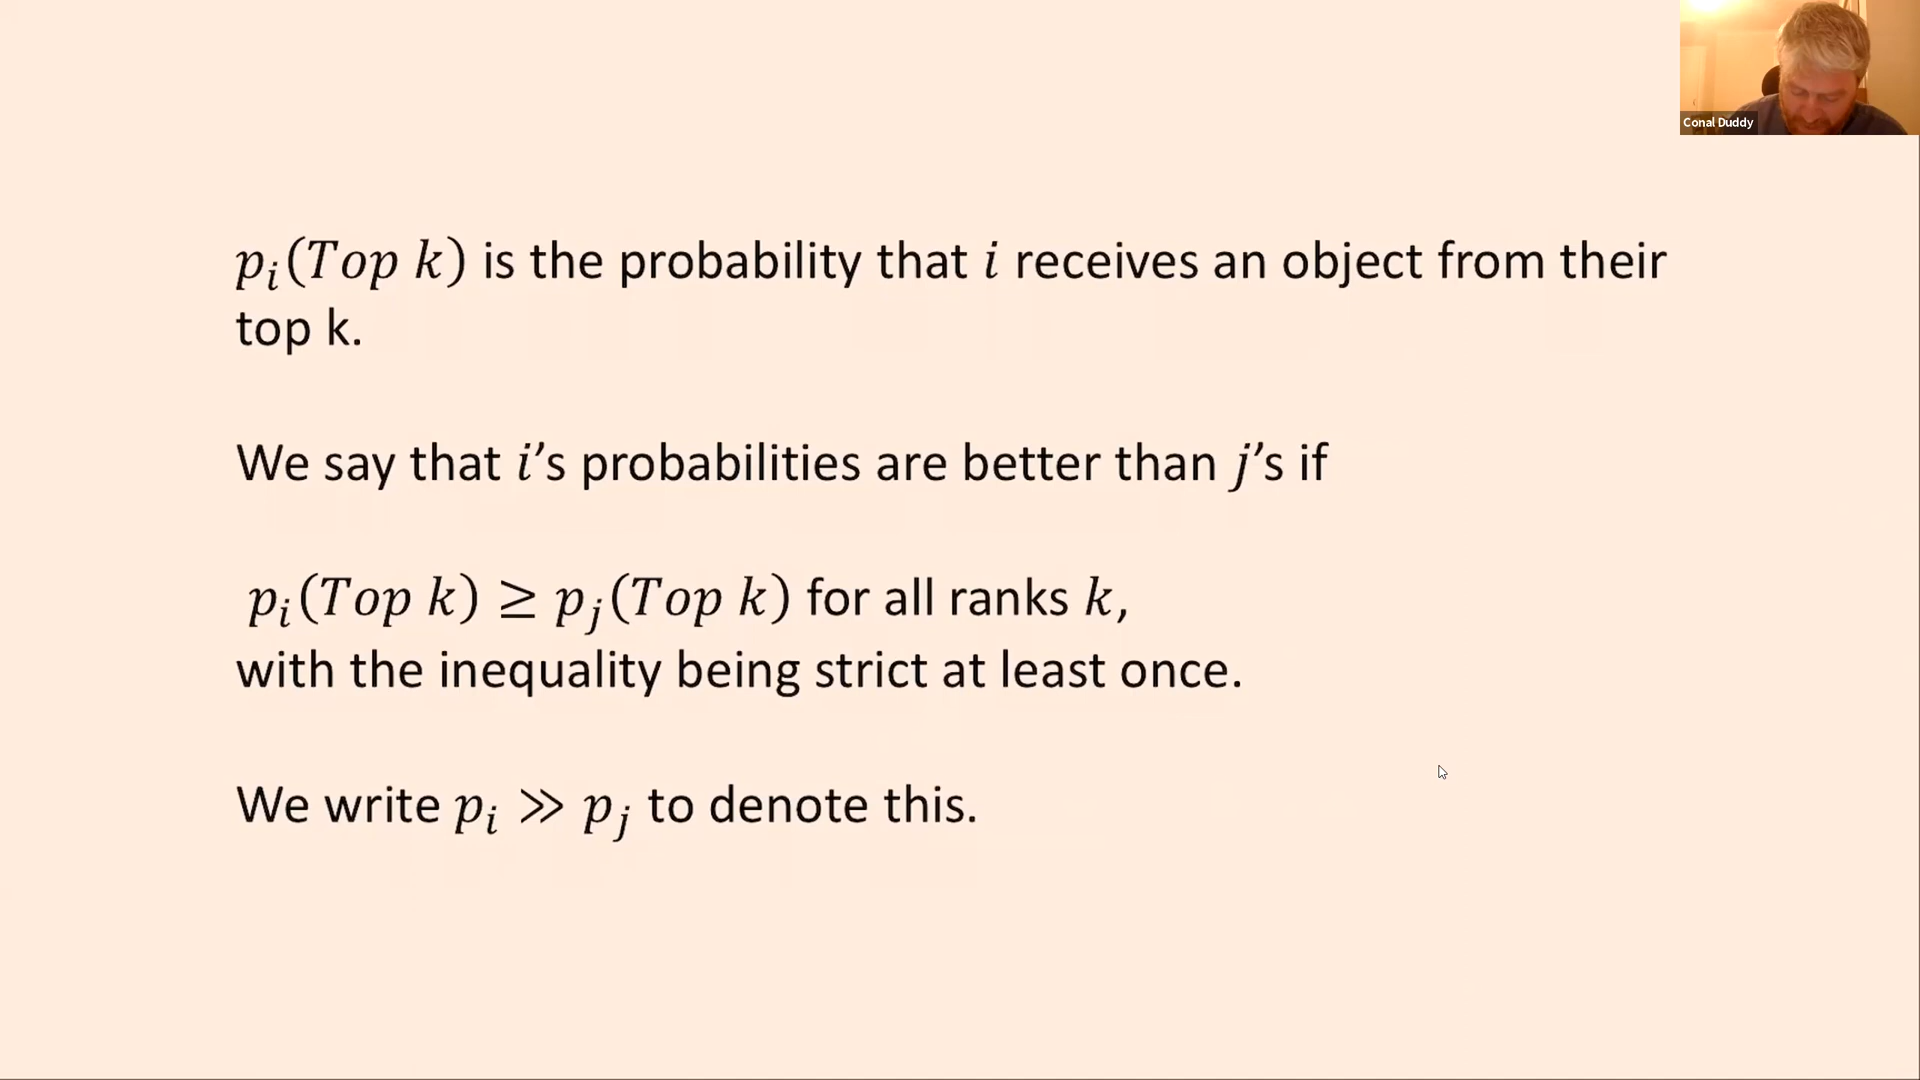 Conal Duddy
𝑝ᵢ(𝑇𝑜𝑝 𝑘) is the probability that 𝑖 receives an object from their
top k.
We say that 𝑖’s probabilities are better than 𝑗’s if
𝑝ᵢ(𝑇𝑜𝑝 𝑘) ≥ 𝑝ⱼ(𝑇𝑜𝑝 𝑘) for all ranks 𝑘,
with the inequality being strict at least once.
We write 𝑝ᵢ ≫ 𝑝ⱼ to denote this.